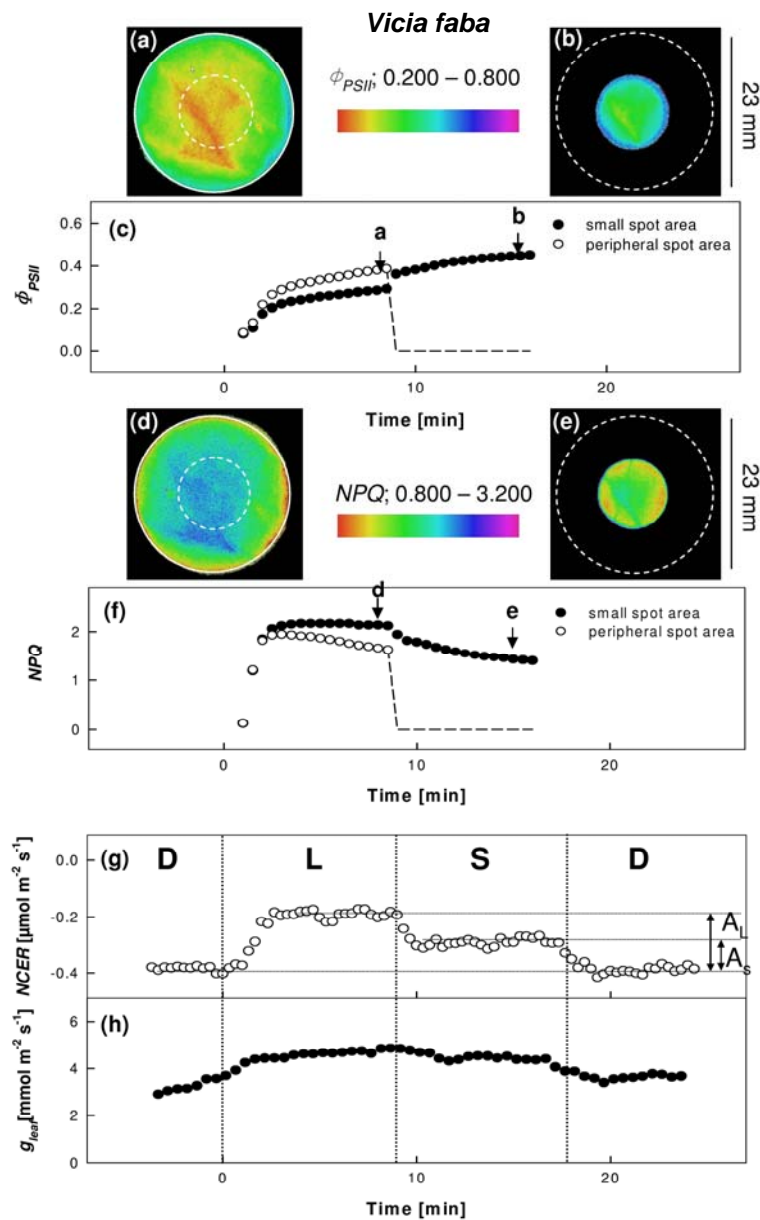 Vicia faba
(a)
(b)
ϕPSII; 0.200 – 0.800
23 mm
(c)
a
b
small spot area
peripheral spot area
0.6
0.4
0.2
0.0
ΦPSII
0
10
20
Time [min]
(d)
(e)
NPQ; 0.800 – 3.200
23 mm
(f)
d
e
small spot area
peripheral spot area
2
1
0
NPQ
0
10
20
Time [min]
(g)
D
L
S
D
0.0
-0.2
-0.4
NCER [µmol m-2 s-1]
AL
As
(h)
6
4
2
0
gleaf [mmol m-2 s-1]
0
10
20
Time [min]